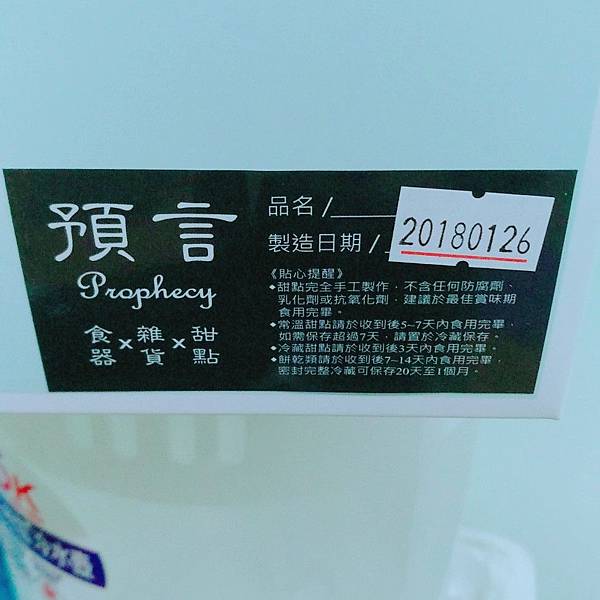 預言
Prophecy
食器×雜貨×甜點
品名/
製造日期/
20180126
《貼心提醒》
◆甜點完全手工製作，不含任何防腐劑、
乳化劑或抗氧化劑，建議於最佳賞味期
食用完畢。
◆常溫甜點請於收到後5~7天內食用完畢，
如需保存超過7天，請置於冷藏保存。
◆冷藏甜點請於收到後3天內食用完畢。
◆餅乾類請於收到後7~14天內食用完畢，
密封完整冷藏可保存20天至1個月。
冷水壺